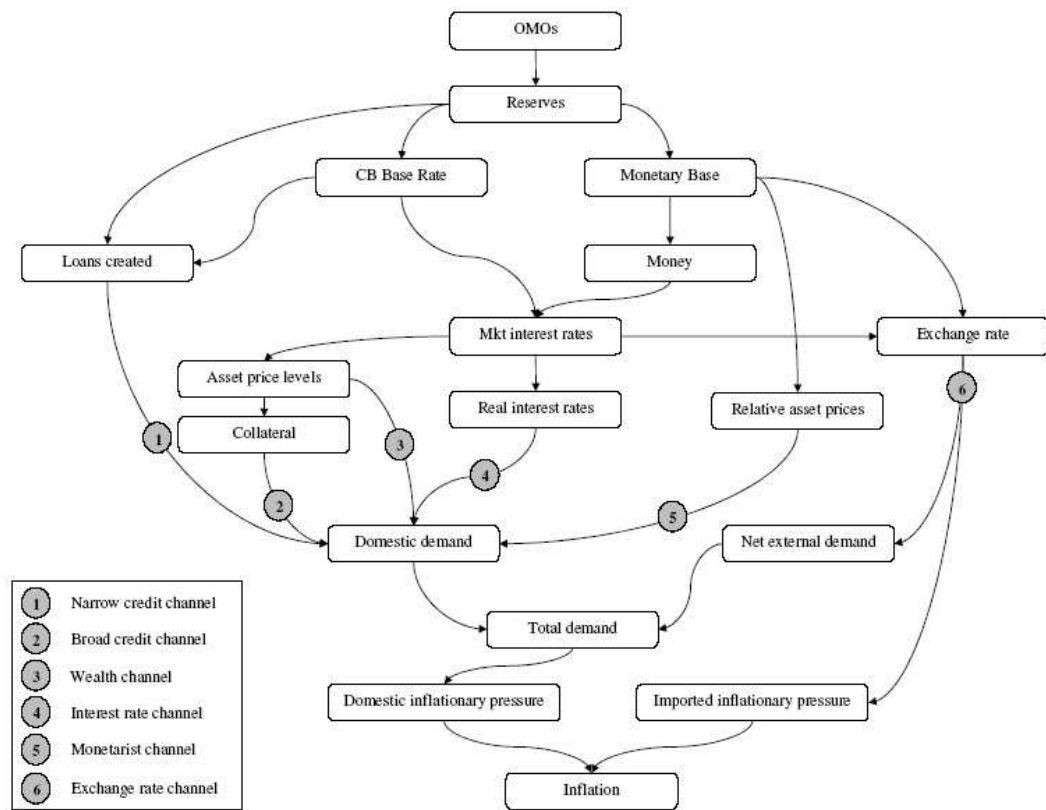 OMOs
Reserves
CB Base Rate
Monetary Base
Loans created
Money
Mkt interest rates
Exchange rate
Asset price levels
6
Real interest rates
Relative asset prices
Collateral
1
3
4
2
5
Domestic demand
Net external demand
1 Narrow credit channel
2 Broad credit channel
3 Wealth channel
4 Interest rate channel
5 Monetarist channel
6 Exchange rate channel
Total demand
Domestic inflationary pressure
Imported inflationary pressure
Inflation